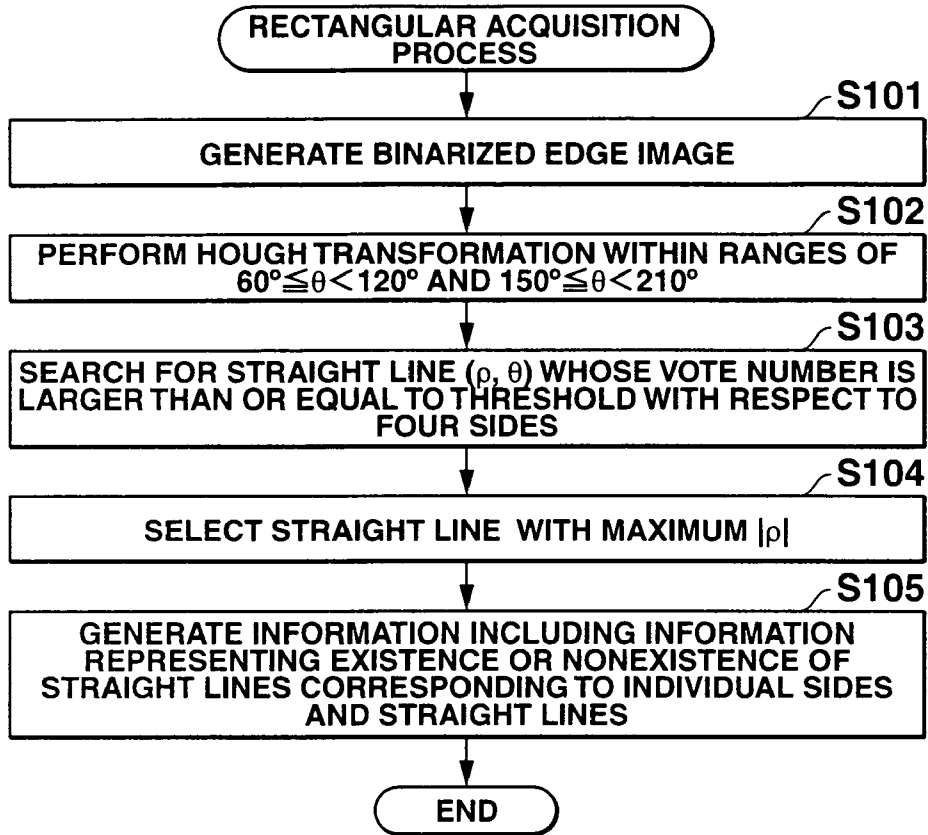 RECTANGULAR ACQUISITION
PROCESS
S101
GENERATE BINARIZED EDGE IMAGE
S102
PERFORM HOUGH TRANSFORMATION WITHIN RANGES OF
60°≦θ<120° AND 150°≦θ<210°
S103
SEARCH FOR STRAIGHT LINE (ρ, θ) WHOSE VOTE NUMBER IS
LARGER THAN OR EQUAL TO THRESHOLD WITH RESPECT TO
FOUR SIDES
S104
SELECT STRAIGHT LINE WITH MAXIMUM |ρ|
S105
GENERATE INFORMATION INCLUDING INFORMATION
REPRESENTING EXISTENCE OR NONEXISTENCE OF
STRAIGHT LINES CORRESPONDING TO INDIVIDUAL SIDES
AND STRAIGHT LINES
END